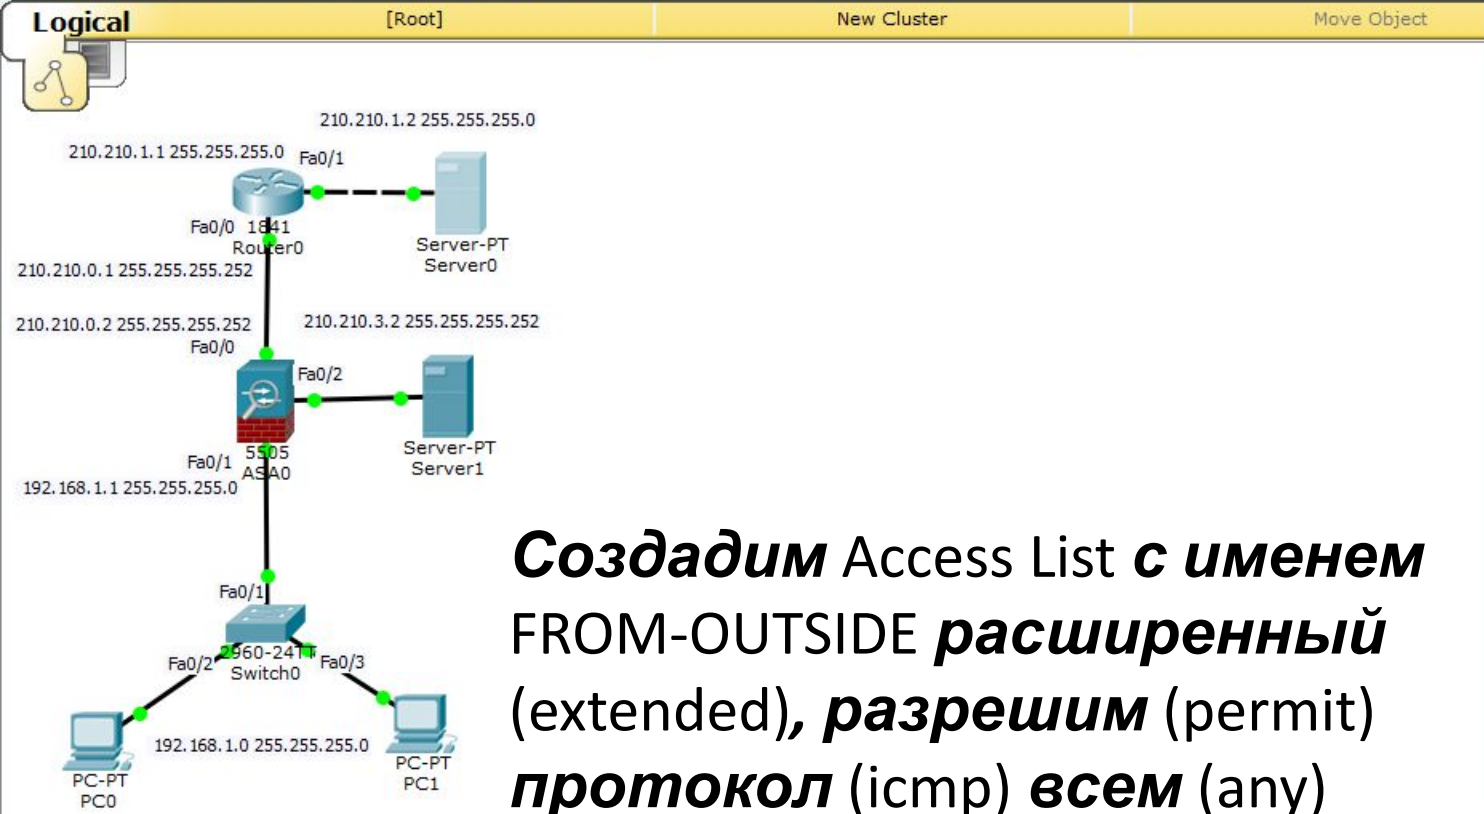 Logical [Root] New Cluster Move Object
210.210.1.2 255.255.255.0
210.210.1.1 255.255.255.0 Fa0/1
Fa0/0 1841
Router0
Server-PT
Server0
210.210.0.1 255.255.255.252
210.210.0.2 255.255.255.252
210.210.3.2 255.255.255.252
Fa0/0
Fa0/2
5505
ASA0
Server-PT
Server1
Fa0/1
192.168.1.1 255.255.255.0
Fa0/1
2960-24TT
Switch0
Fa0/2
Fa0/3
192.168.1.0 255.255.255.0
PC-PT
PC0
PC-PT
PC1
Создадим Access List с именем
FROM-OUTSIDE расширенный
(extended), разрешим (permit)
протокол (icmp) всем (any)